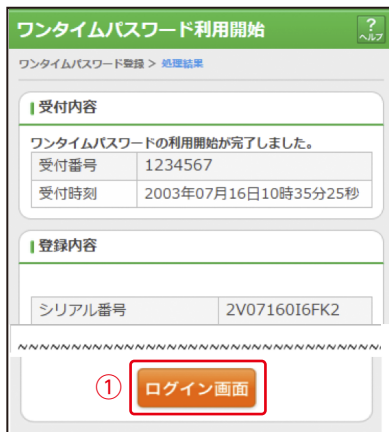 ワンタイムパスワード利用開始
?
ヘルプ
ワンタイムパスワード登録 > 処理結果
受付内容
ワンタイムパスワードの利用開始が完了しました。
受付番号 1234567
受付時刻 2003年07月16日10時35分25秒
登録内容
シリアル番号 2V07160I6FK2
① ログイン画面